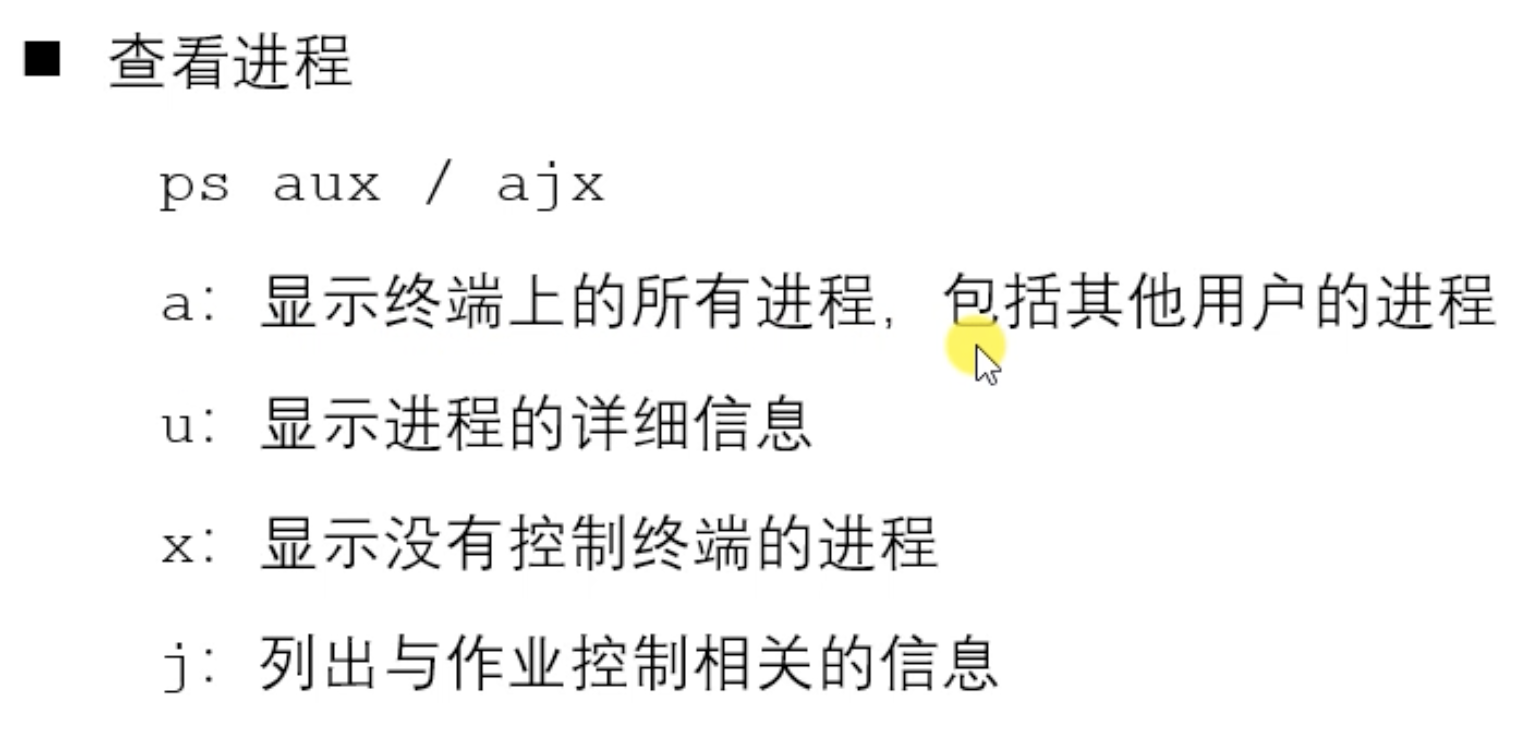 ■ 查看进程
ps aux / ajx
a：显示终端上的所有进程，包括其他用户的进程
u：显示进程的详细信息
x：显示没有控制终端的进程
j：列出与作业控制相关的信息